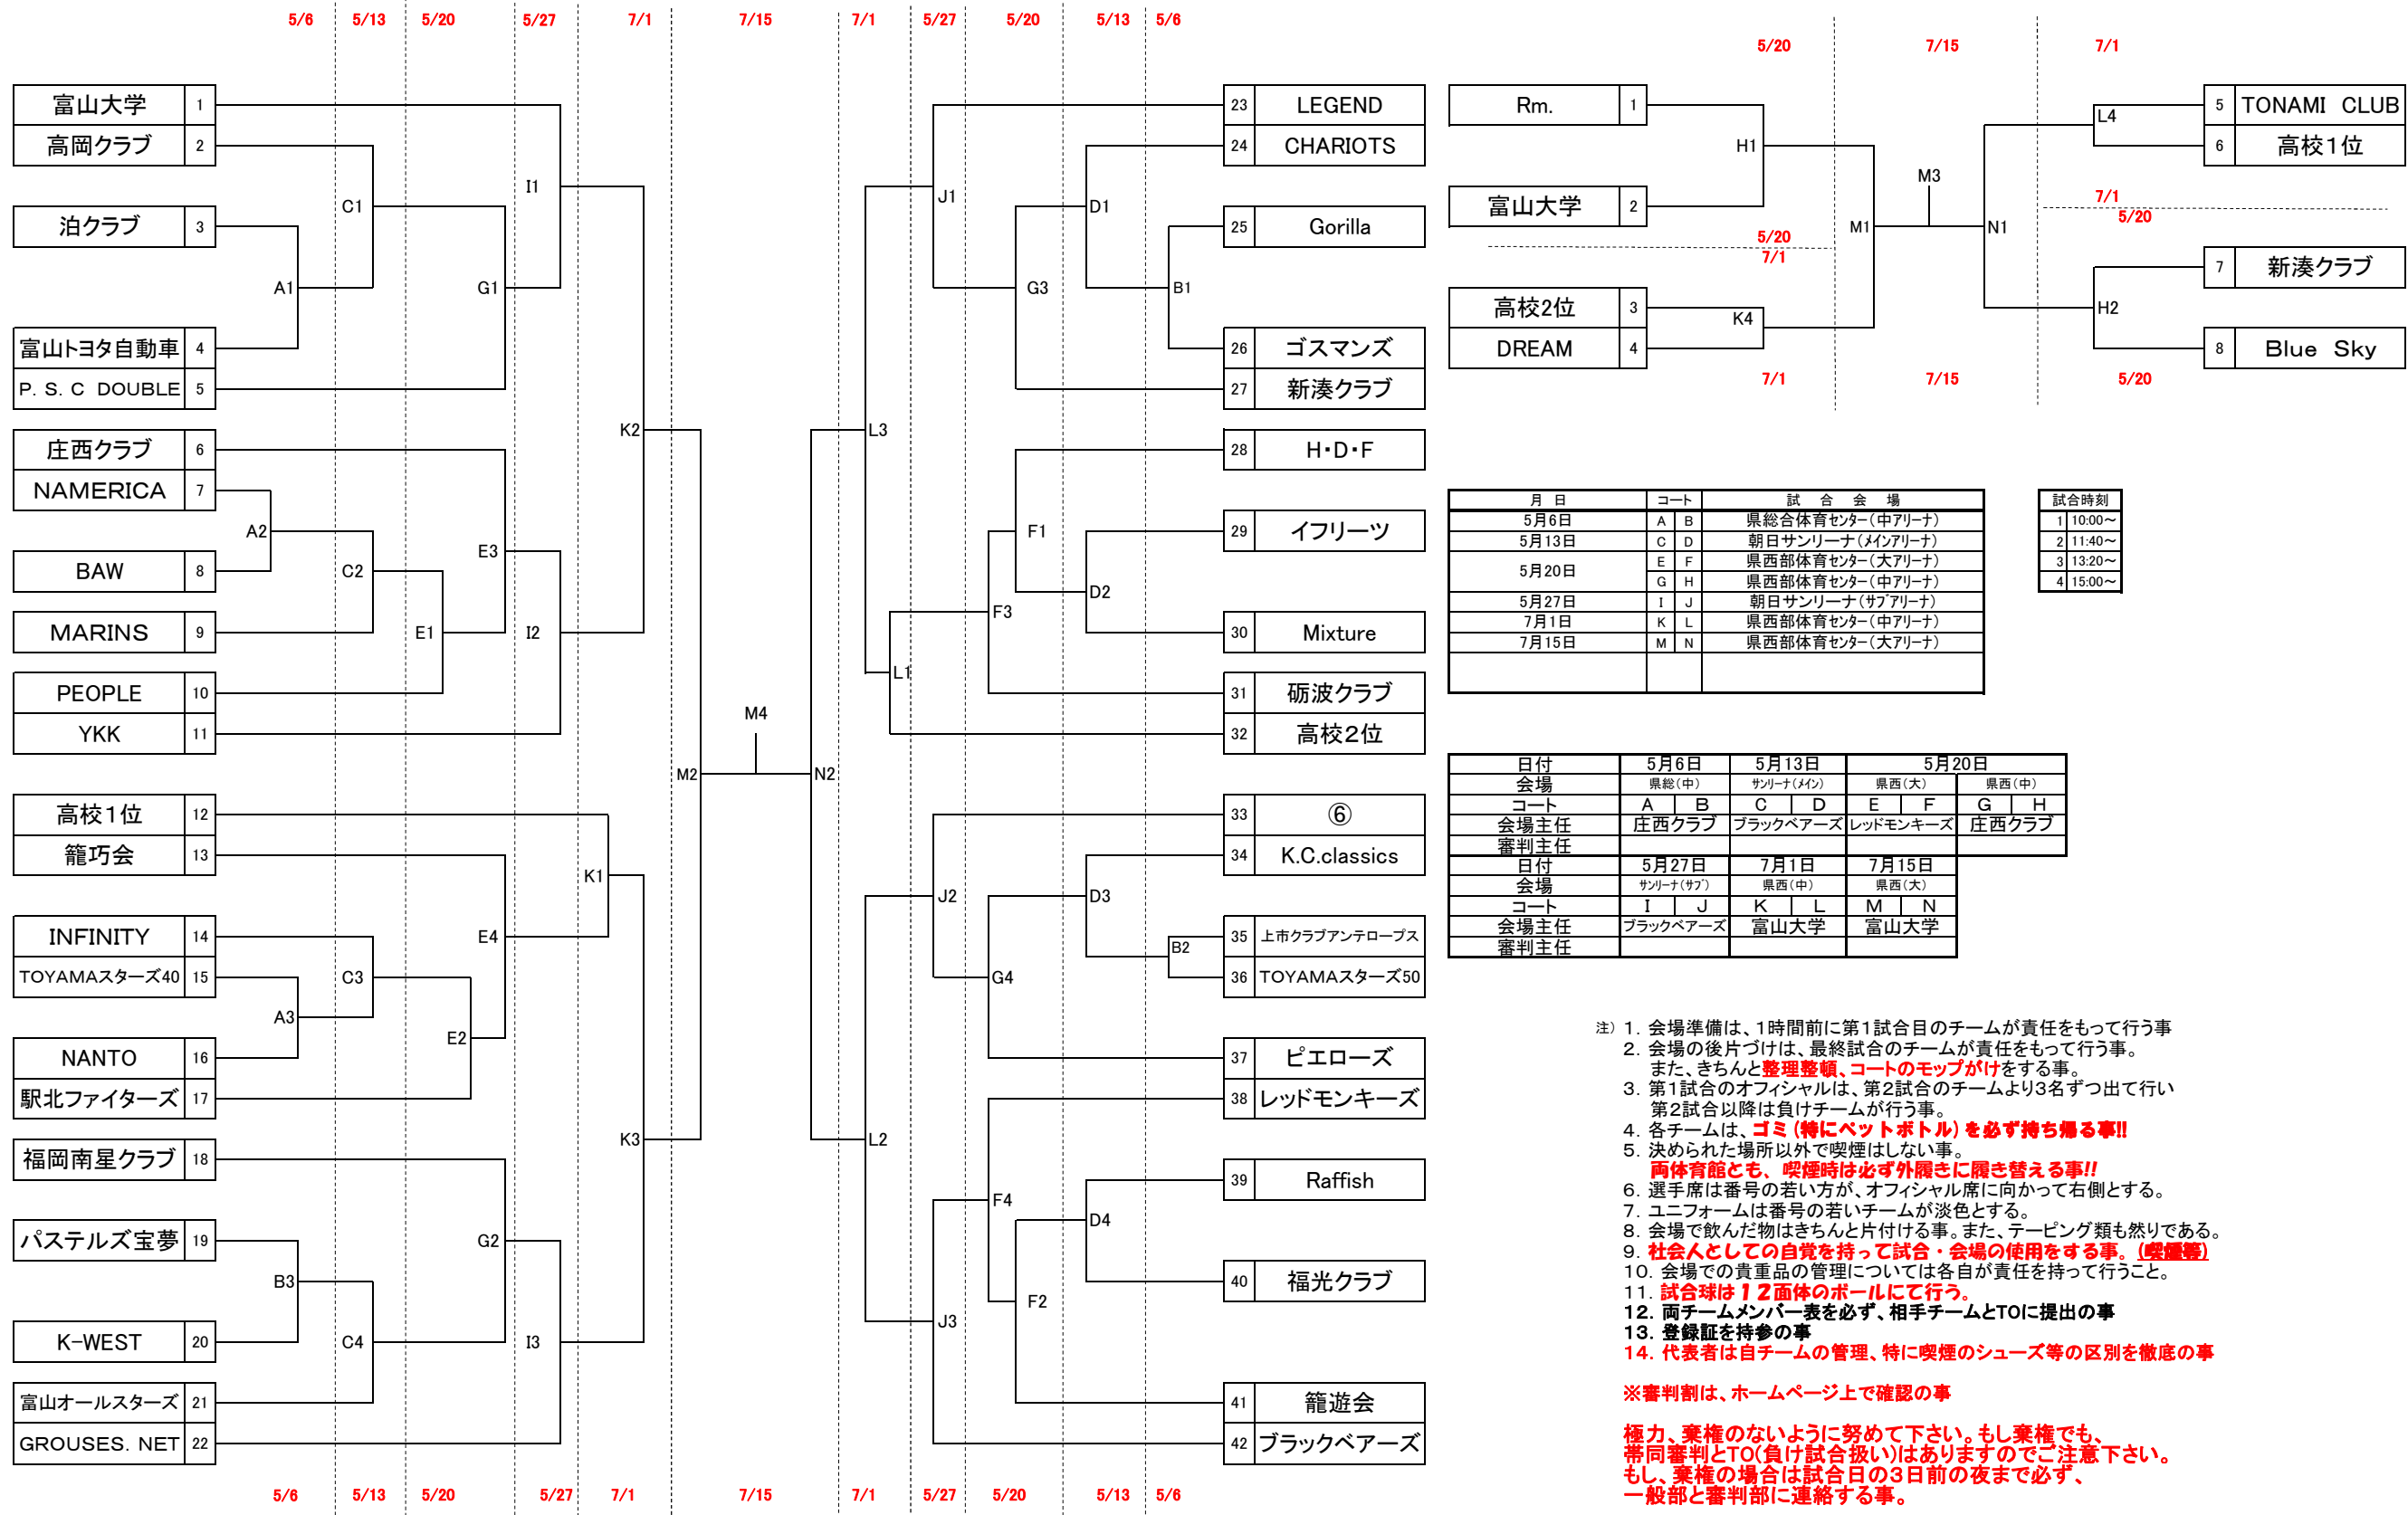 5/6 5/13 5/20 5/27 7/1 7/15 7/1 5/27 5/20 5/13 5/6
5/20 7/15 7/1
富山大学 1
高岡クラブ 2
泊クラブ 3
富山トヨタ自動車 4
P. S. C DOUBLE 5
庄西クラブ 6
NAMERICA 7
BAW 8
MARINS 9
PEOPLE 10
YKK 11
高校1位 12
籠巧会 13
INFINITY 14
TOYAMAスターズ40 15
NANTO 16
駅北ファイターズ 17
福岡南星クラブ 18
パステルズ宝夢 19
K-WEST 20
富山オールスターズ 21
GROUSES. NET 22
A1
A2
A3
B3
C1
C2
C3
C4
G1
E3
E1
E4
E2
G2
I1
I2
I3
K2
K1
K3
M2
M4
N2
L3
L1
L2
J1
J2
J3
G3
F1
F3
G4
F4
F2
D1
D2
D3
D4
B1
B2
23 LEGEND
24 CHARIOTS
25 Gorilla
26 ゴスマンズ
27 新湊クラブ
28 H・D・F
29 イフリーツ
30 Mixture
31 砺波クラブ
32 高校2位
33 ⑥
34 K.C.classics
35 上市クラブアンテロープス
36 TOYAMAスターズ50
37 ピエローズ
38 レッドモンキーズ
39 Raffish
40 福光クラブ
41 籠遊会
42 ブラックベアーズ
5/6 5/13 5/20 5/27 7/1 7/15 7/1 5/27 5/20 5/13 5/6
Rm. 1
富山大学 2
高校2位 3
DREAM 4
H1
K4
M1
M3
N1
L4
H2
5/20
7/1
7/1
5/20
5 TONAMI CLUB
6 高校1位
7 新湊クラブ
8 Blue Sky
7/1 7/15 5/20
月 日 コート 試 合 会 場
5月6日 A B 県総合体育センター(中アリーナ)
5月13日 C D 朝日サンリーナ(メインアリーナ)
5月20日 E F 県西部体育センター(大アリーナ)
G H 県西部体育センター(中アリーナ)
5月27日 I J 朝日サンリーナ(サブアリーナ)
7月1日 K L 県西部体育センター(中アリーナ)
7月15日 M N 県西部体育センター(大アリーナ)
試合時刻
1 10:00～
2 11:40～
3 13:20～
4 15:00～
日付 5月6日 5月13日 5月20日
会場 県総(中) サンリーナ(メイン) 県西(大) 県西(中)
コート A B C D E F G H
会場主任 庄西クラブ ブラックベアーズ レッドモンキーズ 庄西クラブ
審判主任
日付 5月27日 7月1日 7月15日
会場 サンリーナ(サブ) 県西(中) 県西(大)
コート I J K L M N
会場主任 ブラックベアーズ 富山大学 富山大学
審判主任
注) 1. 会場準備は、1時間前に第1試合目のチームが責任をもって行う事
2. 会場の後片づけは、最終試合のチームが責任をもって行う事。
また、きちんと整理整頓、コートのモップがけをする事。
3. 第1試合のオフィシャルは、第2試合のチームより3名ずつ出て行い
第2試合以降は負けチームが行う事。
4. 各チームは、ゴミ(特にペットボトル)を必ず持ち帰る事!!
5. 決められた場所以外で喫煙はしない事。
両体育館とも、喫煙時は必ず外履きに履き替える事!!
6. 選手席は番号の若い方が、オフィシャル席に向かって右側とする。
7. ユニフォームは番号の若いチームが淡色とする。
8. 会場で飲んだ物はきちんと片付ける事。また、テーピング類も然りである。
9. 社会人としての自覚を持って試合・会場の使用をする事。(喫煙等)
10. 会場での貴重品の管理については各自が責任を持って行うこと。
11. 試合球は12面体のボールにて行う。
12. 両チームメンバー表を必ず、相手チームとTOに提出の事
13. 登録証を持参の事
14. 代表者は自チームの管理、特に喫煙のシューズ等の区別を徹底の事
※審判割は、ホームページ上で確認の事
極力、棄権のないように努めて下さい。もし棄権でも、
帯同審判とTO(負け試合扱い)はありますのでご注意下さい。
もし、棄権の場合は試合日の3日前の夜まで必ず、
一般部と審判部に連絡する事。